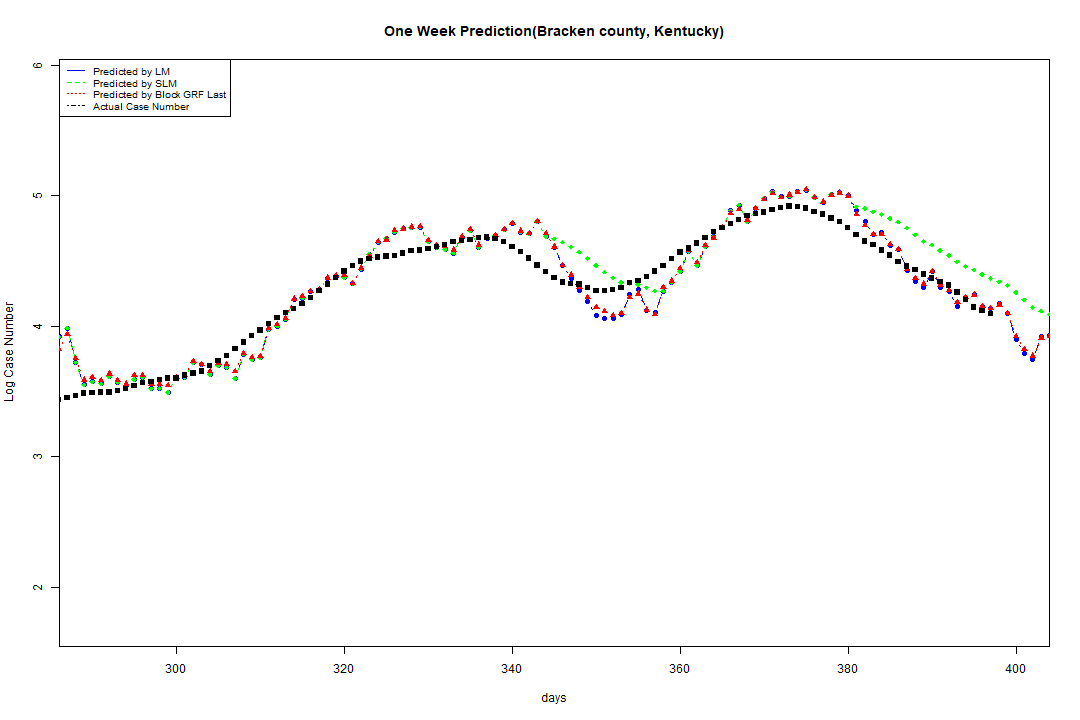 One Week Prediction(Bracken county, Kentucky)
Predicted by LM
Predicted by SLM
Predicted by Block GRF Last
Actual Case Number
6
5
4
3
2
Log Case Number
300 320 340 360 380 400
days